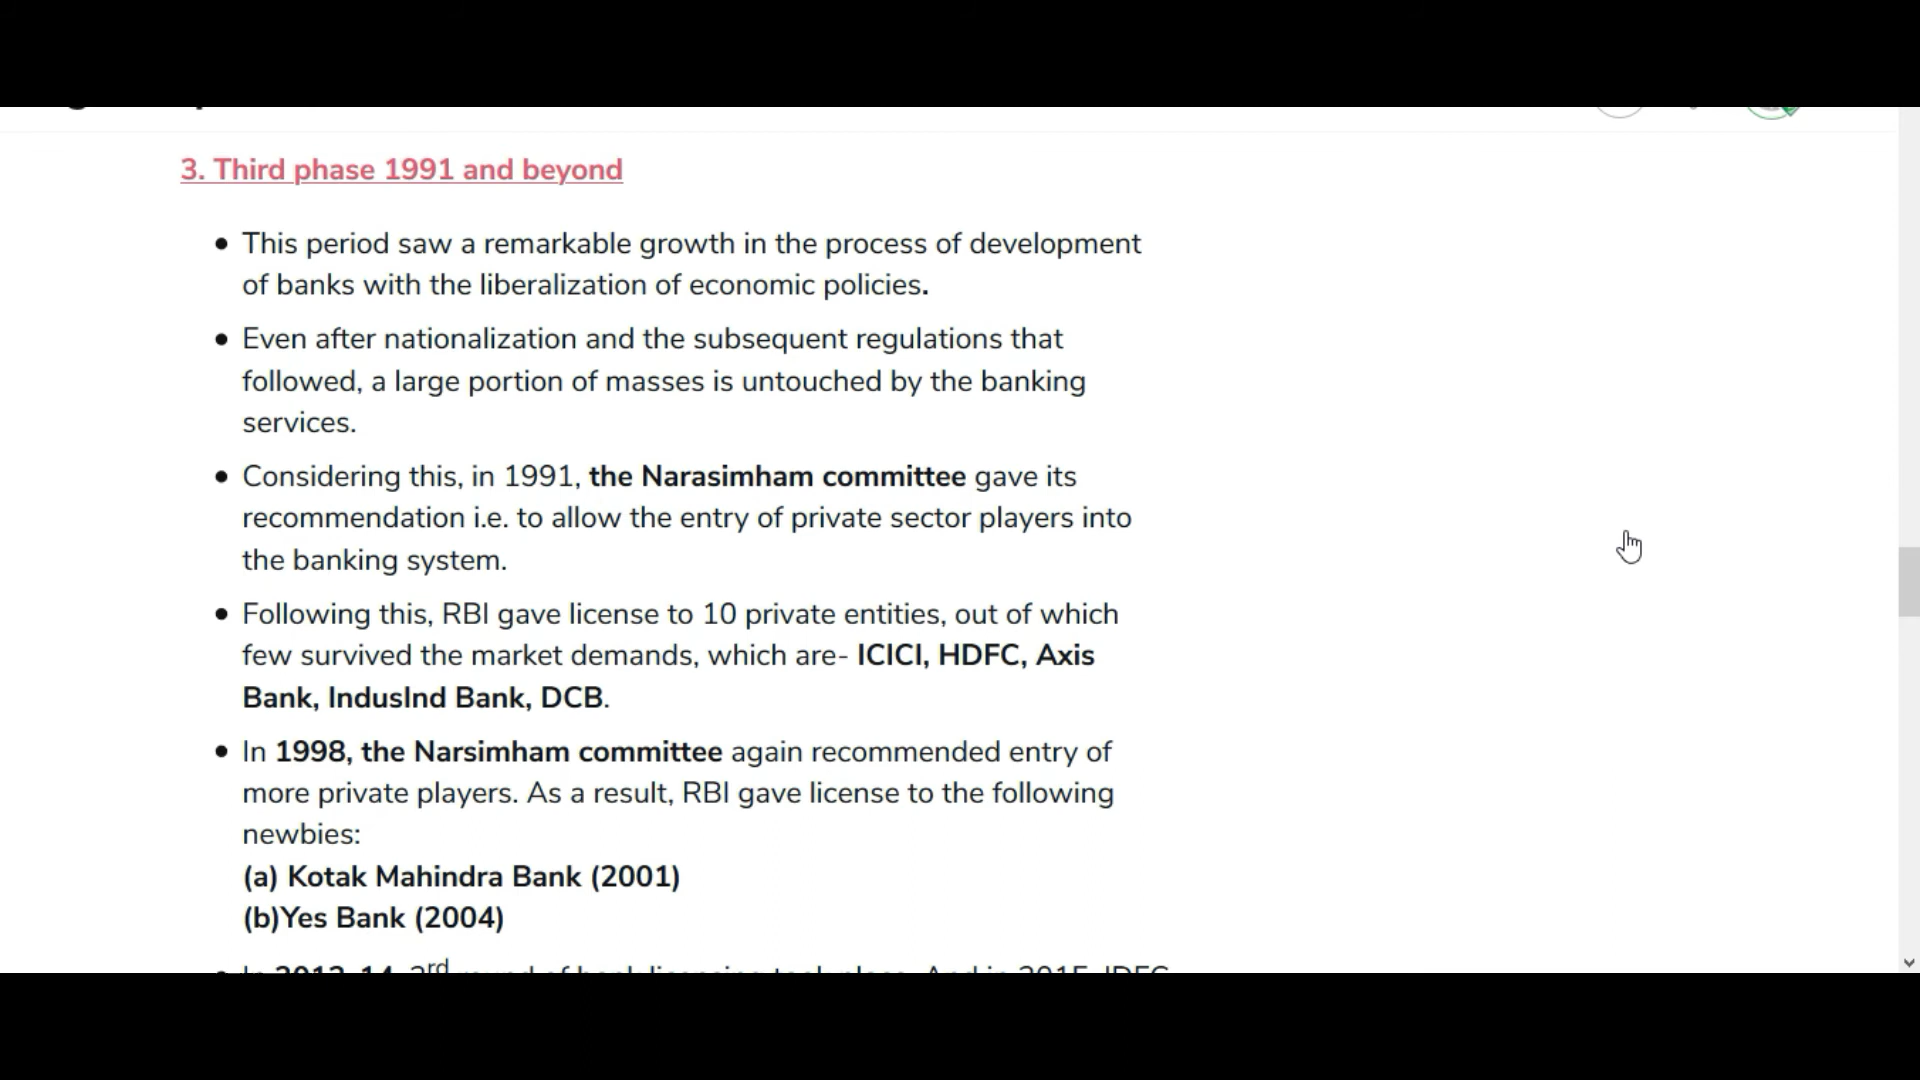 3. Third phase 1991 and beyond
• This period saw a remarkable growth in the process of development
of banks with the liberalization of economic policies.
• Even after nationalization and the subsequent regulations that
followed, a large portion of masses is untouched by the banking
services.
• Considering this, in 1991, the Narasimham committee gave its
recommendation i.e. to allow the entry of private sector players into
the banking system.
• Following this, RBI gave license to 10 private entities, out of which
few survived the market demands, which are- ICICI, HDFC, Axis
Bank, IndusInd Bank, DCB.
• In 1998, the Narsimham committee again recommended entry of
more private players. As a result, RBI gave license to the following
newbies:
(a) Kotak Mahindra Bank (2001)
(b)Yes Bank (2004)